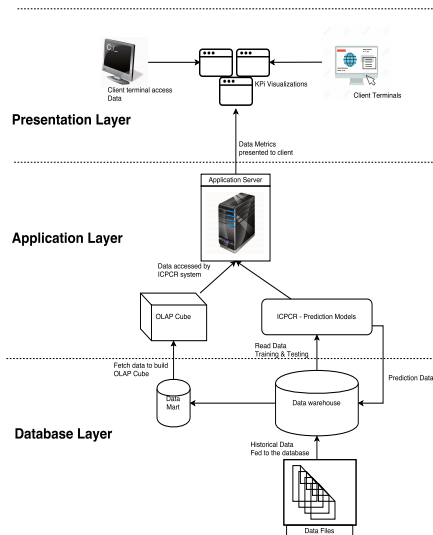 C:\_
Client terminal access
Data
KPi Visualizations
Client Terminals
Presentation Layer
Data Metrics
presented to client
Application Server
Application Layer
Data accessed by
ICPCR system
OLAP Cube
ICPCR - Prediction Models
Fetch data to build
OLAP Cube
Read Data
Training & Testing
Prediction Data
Data
Mart
Data warehouse
Database Layer
Historical Data
Fed to the database
Data Files